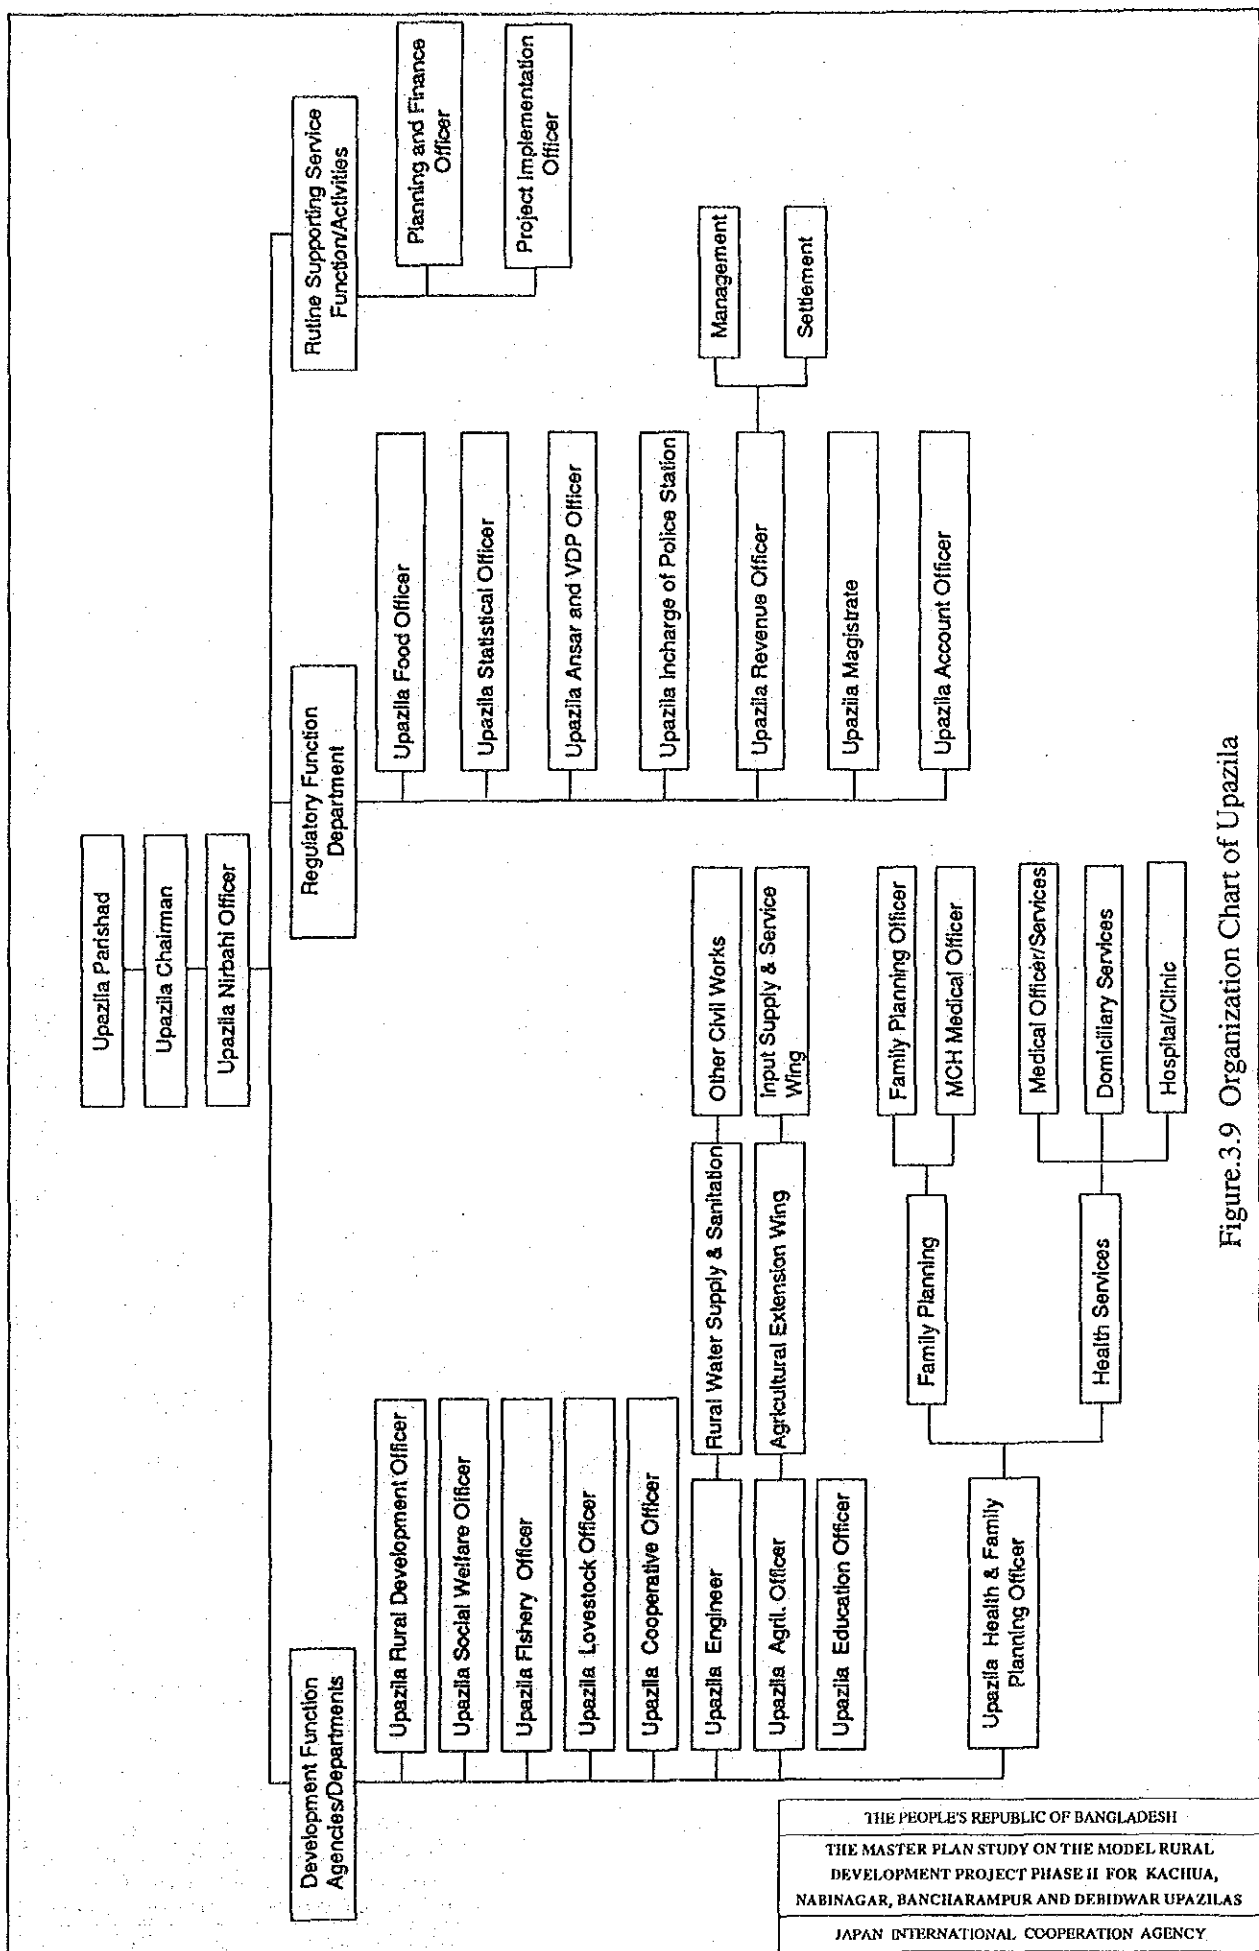 Upazila Parishad
Upazila Chairman
Upazila Nirbahi Officer
Development Function
Agencies/Departments
Upazila Rural Development Officer
Upazila Social Welfare Officer
Upazila Fishery Officer
Upazila Lovestock Officer
Upazila Cooperative Officer
Upazila Engineer
Rural Water Supply & Sanitation
Other Civil Works
Upazila Agril. Officer
Agricultural Extension Wing
Input Supply & Service
Wing
Upazila Education Officer
Upazila Health & Family
Planning Officer
Family Planning
Family Planning Officer
MCH Medical Officer
Health Services
Medical Officer/Services
Domiciliary Services
Hospital/Clinic
Regulatory Function
Department
Upazila Food Officer
Upazila Statistical Officer
Upazila Ansar and VDP Officer
Upazila Incharge of Police Station
Upazila Revenue Officer
Management
Settlement
Upazila Magistrate
Upazila Account Officer
Rutine Supporting Service
Function/Activities
Planning and Finance
Officer
Project Implementation
Officer
Figure.3.9 Organization Chart of Upazila
THE PEOPLE'S REPUBLIC OF BANGLADESH
THE MASTER PLAN STUDY ON THE MODEL RURAL
DEVELOPMENT PROJECT PHASE II FOR KACHUA,
NABINAGAR, BANCHARAMPUR AND DEBIDWAR UPAZILAS
JAPAN INTERNATIONAL COOPERATION AGENCY